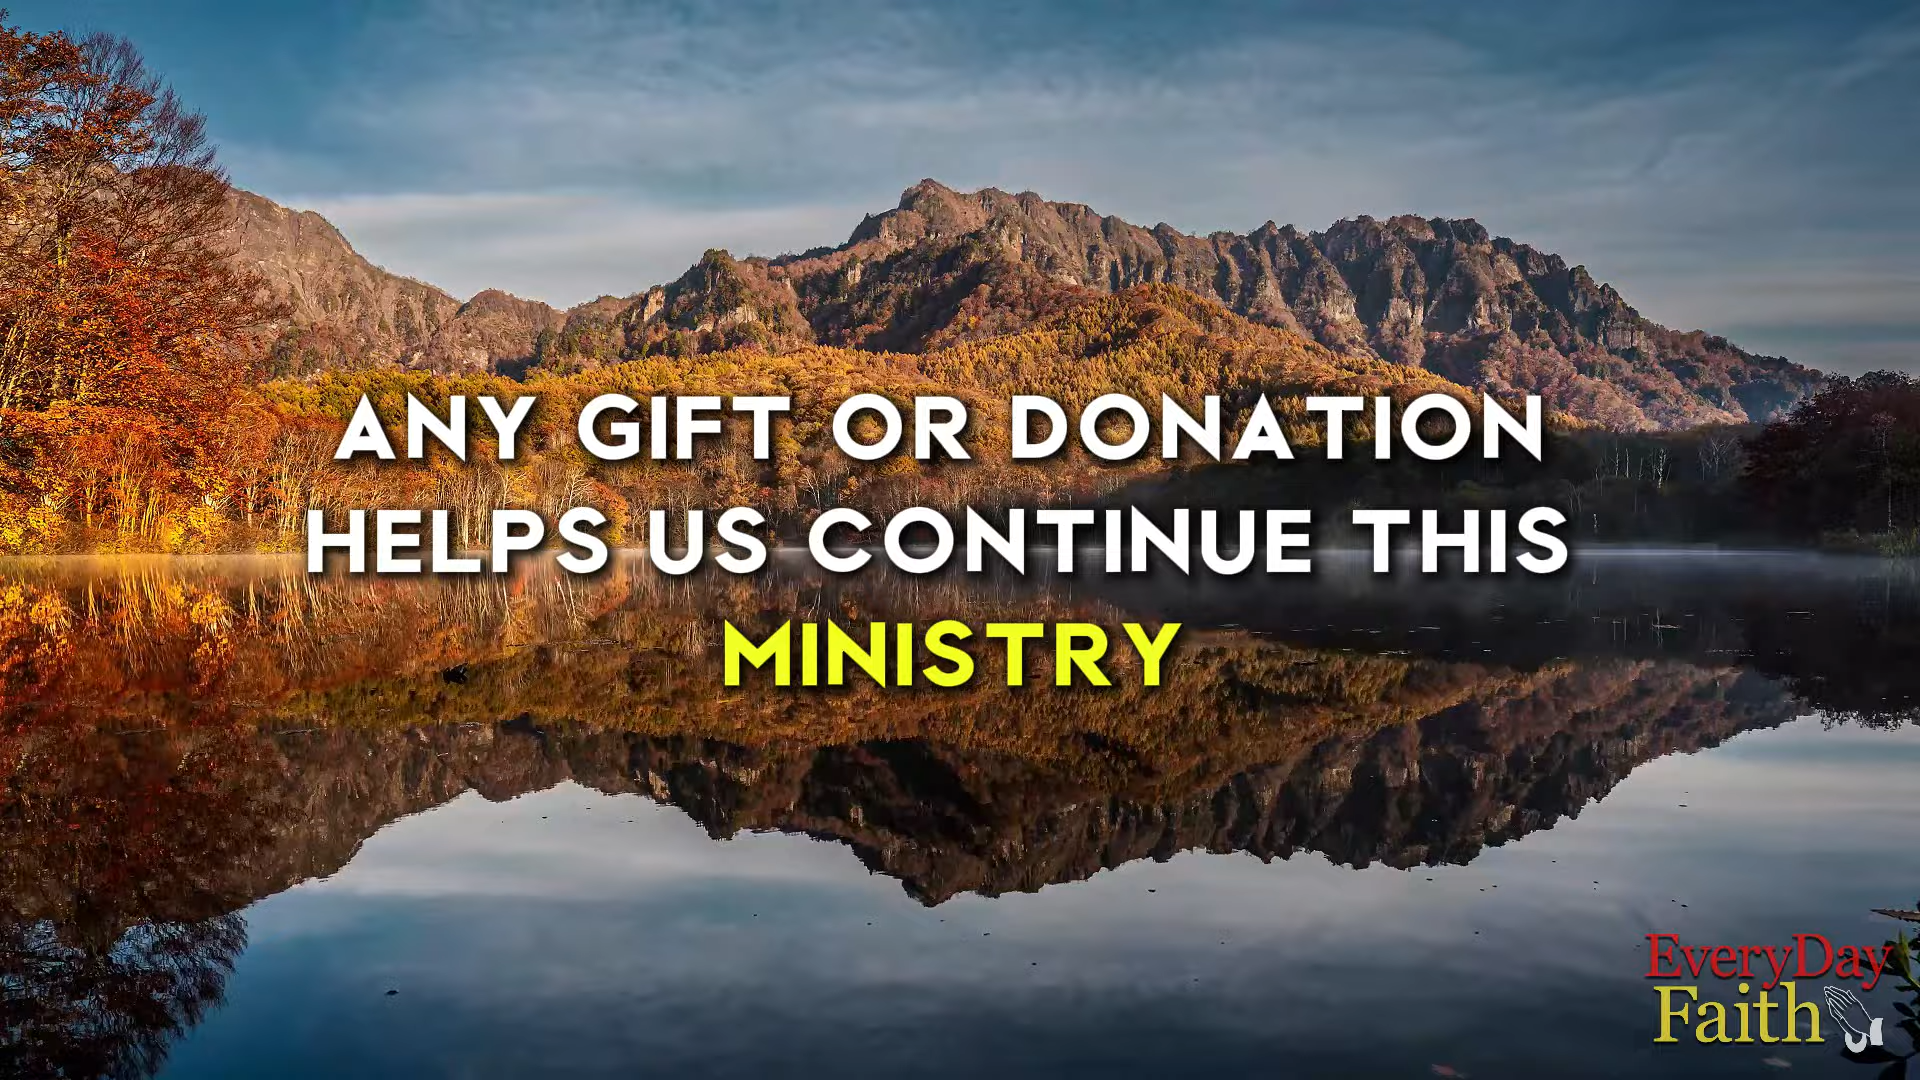 ANY GIFT OR DONATION
HELPS US CONTINUE THIS
MINISTRY
EveryDay
Faith